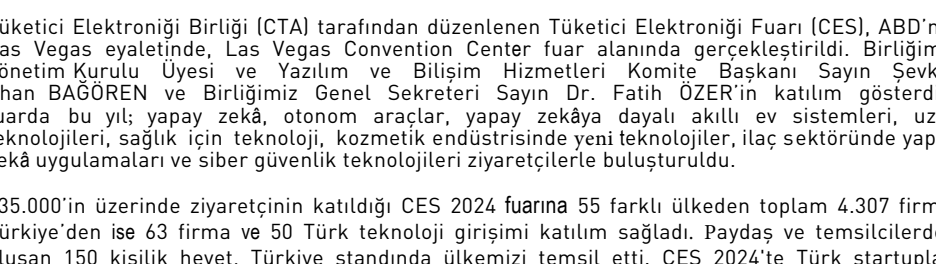 üketici Elektroniği Birliği (CTA) tarafından düzenlenen Tüketici Elektroniği Fuarı (CES), ABD'n
as Vegas eyaletinde, Las Vegas Convention Center fuar alanında gerçekleştirildi. Birliğim
önetim Kurulu Üyesi ve Yazılım ve Bilişim Hizmetleri Komite Başkanı Sayın Şevk
han BAĞÖREN ve Birliğimiz Genel Sekreteri Sayın Dr. Fatih ÖZER'in katılım gösterd
uarda bu yıl; yapay zekâ, otonom araçlar, yapay zekâya dayalı akıllı ev sistemleri, uz
eknolojileri, sağlık için teknoloji, kozmetik endüstrisinde yeni teknolojiler, ilaç sektöründe yap
ekâ uygulamaları ve siber güvenlik teknolojileri ziyaretçilerle buluşturuldu.
35.000'in üzerinde ziyaretçinin katıldığı CES 2024 fuarına 55 farklı ülkeden toplam 4.307 firm
ürkiye'den ise 63 firma ve 50 Türk teknoloji girişimi katılım sağladı. Paydaş ve temsilcilerd
luşan 150 kişilik heyet, Türkiye standında ülkemizi temsil etti. CES 2024'te Türk startupla